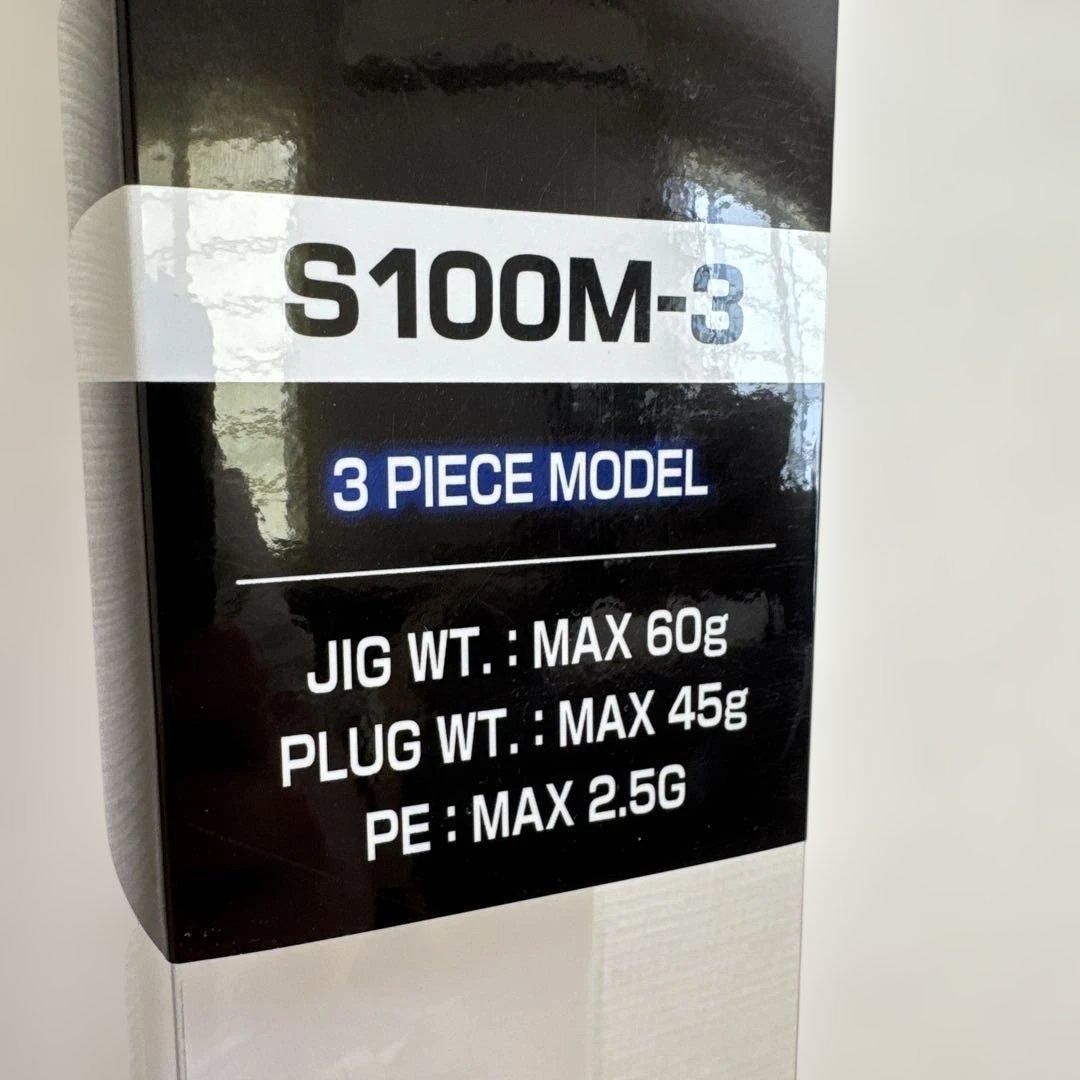 S100M-3
3 PIECE MODEL
JIG WT. : MAX 60g
PLUG WT. : MAX 45g
PE : MAX 2.5G